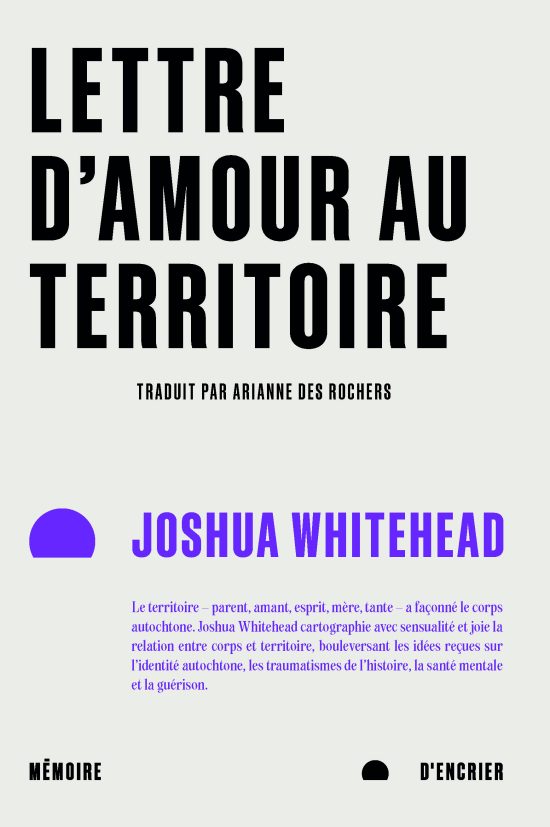 LETTRE
D'AMOUR AU
TERRITOIRE
TRADUIT PAR ARIANNE DES ROCHERS
JOSHUA WHITEHEAD
Le territoire – parent, amant, esprit, mère, tante – a façonné le corps
autochtone. Joshua Whitehead cartographie avec sensualité et joie la
relation entre corps et territoire, bouleversant les idées reçues sur
l'identité autochtone, les traumatismes de l'histoire, la santé mentale
et la guérison.
MÉMOIRE D'ENCRIER